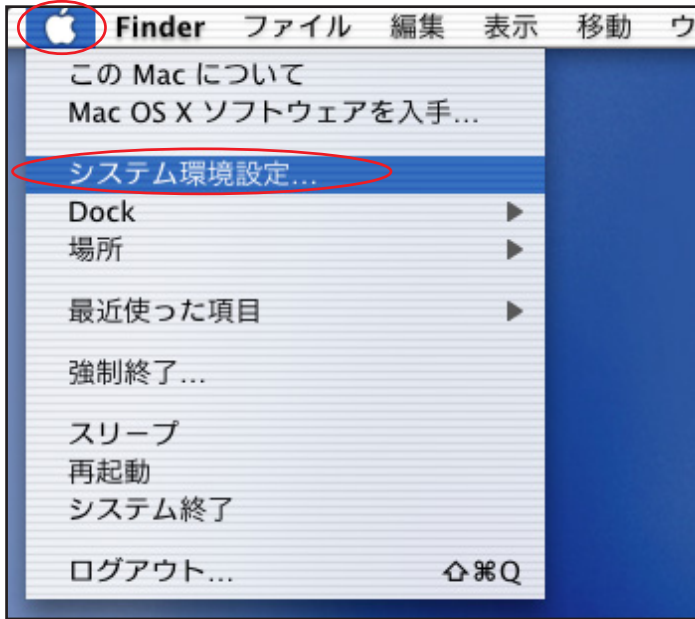 Finder ファイル 編集 表示 移動 ウ
この Mac について
Mac OS X ソフトウェアを入手...
システム環境設定...
Dock
場所
最近使った項目
強制終了...
スリープ
再起動
システム終了
ログアウト... ⇧⌘Q